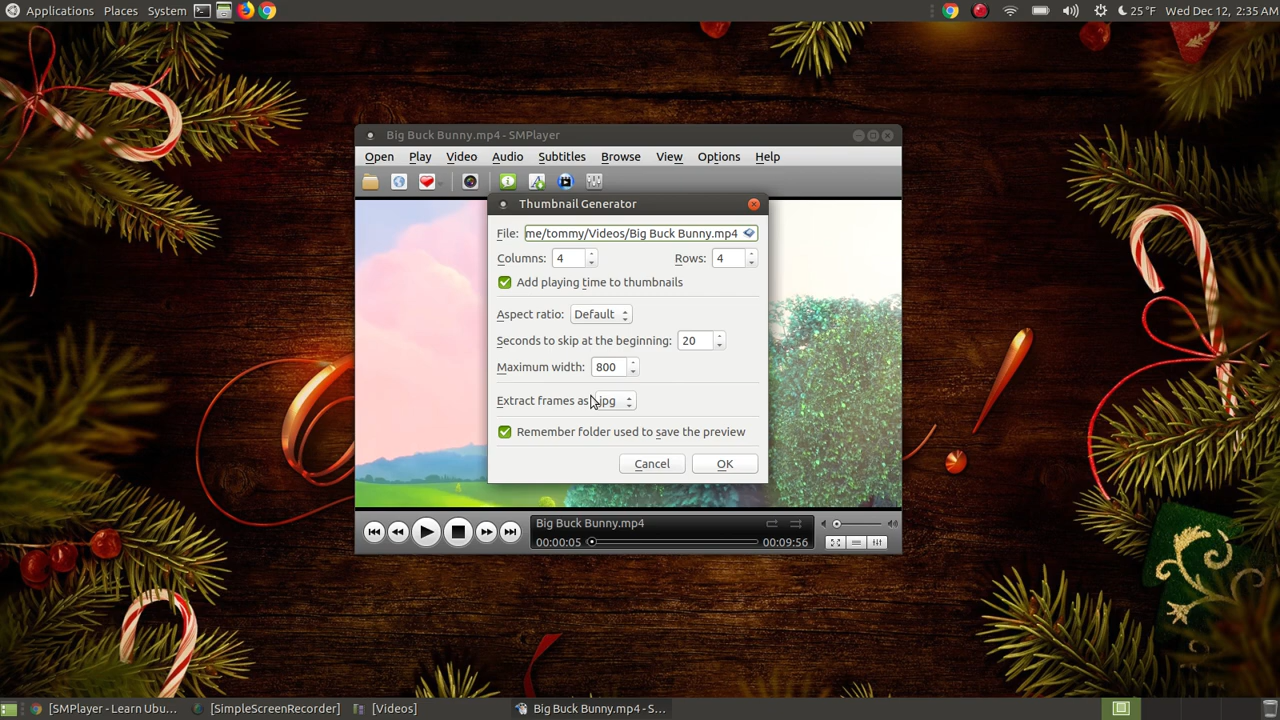 Applications Places System 25 °F Wed Dec 12, 2:35 AM
Big Buck Bunny.mp4 - SMPlayer
Open Play Video Audio Subtitles Browse View Options Help
Thumbnail Generator
File: me/tommy/Videos/Big Buck Bunny.mp4
Columns: 4 Rows: 4
Add playing time to thumbnails
Aspect ratio: Default
Seconds to skip at the beginning: 20
Maximum width: 800
Extract frames as jpg
Remember folder used to save the preview
Cancel OK
Big Buck Bunny.mp4
00:00:05 00:09:56
[SMPlayer - Learn Ubu... [SimpleScreenRecorder] [Videos] Big Buck Bunny.mp4 - S...